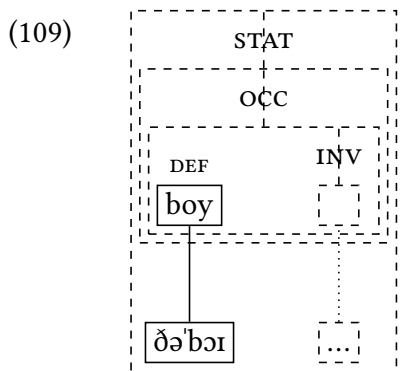 (109)
STAT
OCC
INV
DEF
boy
ðəˈbɔɪ
...